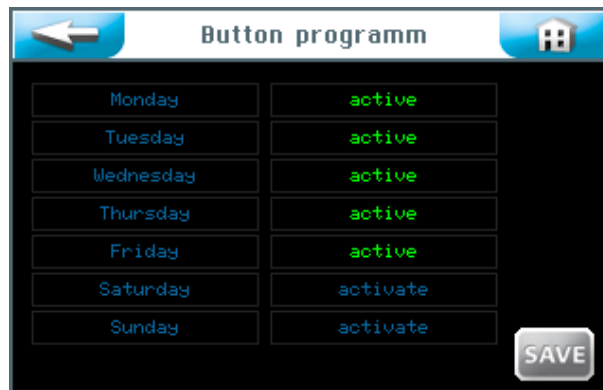 Button programm
Monday active
Tuesday active
Wednesday active
Thursday active
Friday active
Saturday activate
Sunday activate
SAVE